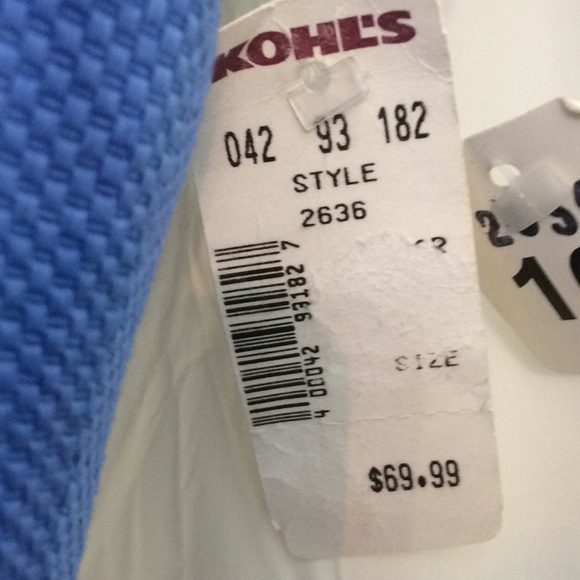 KOHL'S
042 93 182
STYLE
2636
4 00042 93182 7
SIZE
$69.99